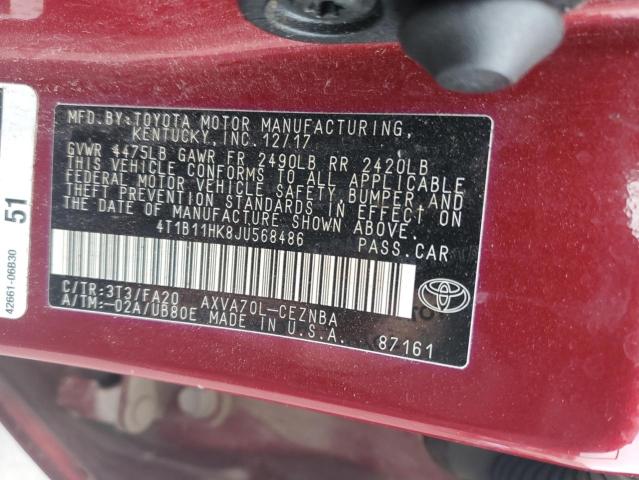 MFD.BY:TOYOTA MOTOR MANUFACTURING,
KENTUCKY, INC. 12/17
GVWR 4475LB GAWR FR 2490LB RR 2420LB
THIS VEHICLE CONFORMS TO ALL APPLICABLE
FEDERAL MOTOR VEHICLE SAFETY, BUMPER, AND
THEFT PREVENTION STANDARDS IN EFFECT ON
THE DATE OF MANUFACTURE SHOWN ABOVE.
4T1B11HK8JU568486 PASS.CAR
C/TR:3T3/FA20 AXVA70L-CEZNBA
A/TM:-02A/UB80E MADE IN U.S.A.
87161
51
42661-06B30